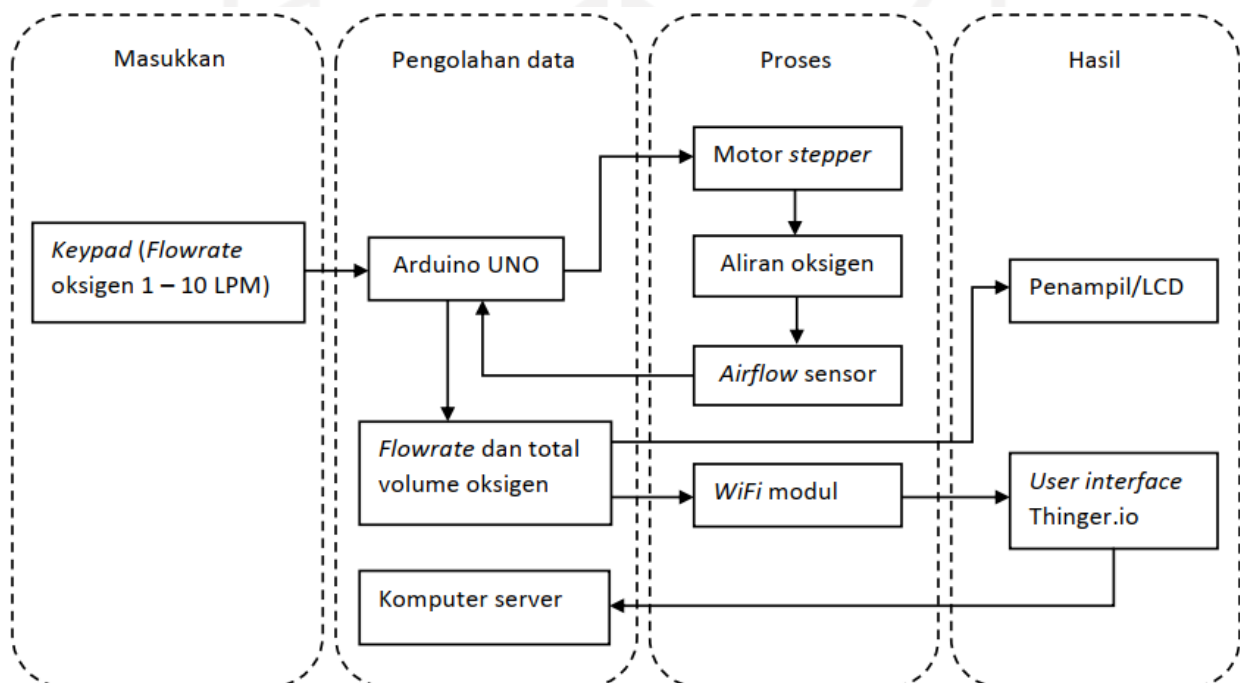 Masukkan
Pengolahan data
Proses
Hasil
Keypad (Flowrate
oksigen 1 – 10 LPM)
Arduino UNO
Flowrate dan total
volume oksigen
Komputer server
Motor stepper
Aliran oksigen
Airflow sensor
WiFi modul
Penampil/LCD
User interface
Thinger.io